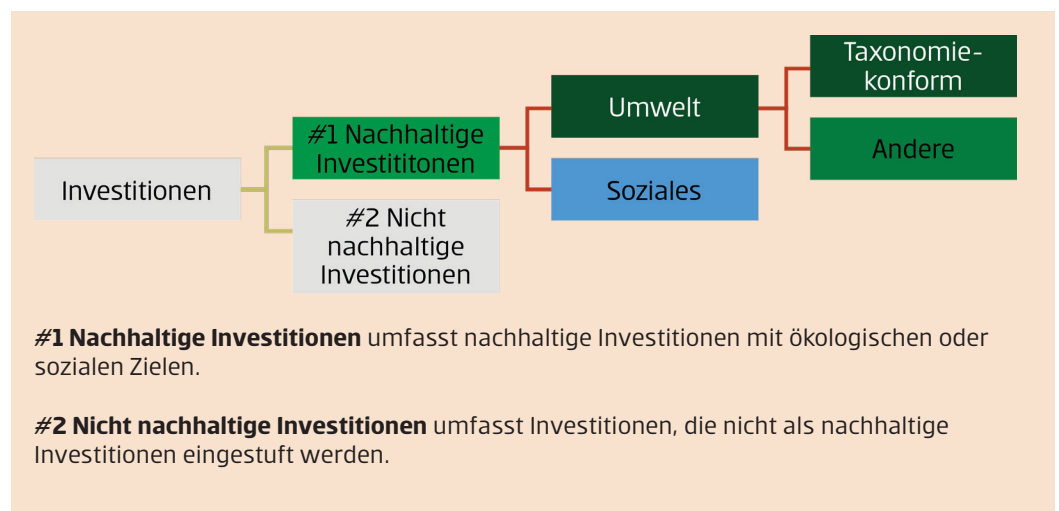 Investitionen
#1 Nachhaltige
Investititonen
#2 Nicht
nachhaltige
Investitionen
Umwelt
Soziales
Taxonomie-
konform
Andere
#1 Nachhaltige Investitionen umfasst nachhaltige Investitionen mit ökologischen oder
sozialen Zielen.
#2 Nicht nachhaltige Investitionen umfasst Investitionen, die nicht als nachhaltige
Investitionen eingestuft werden.